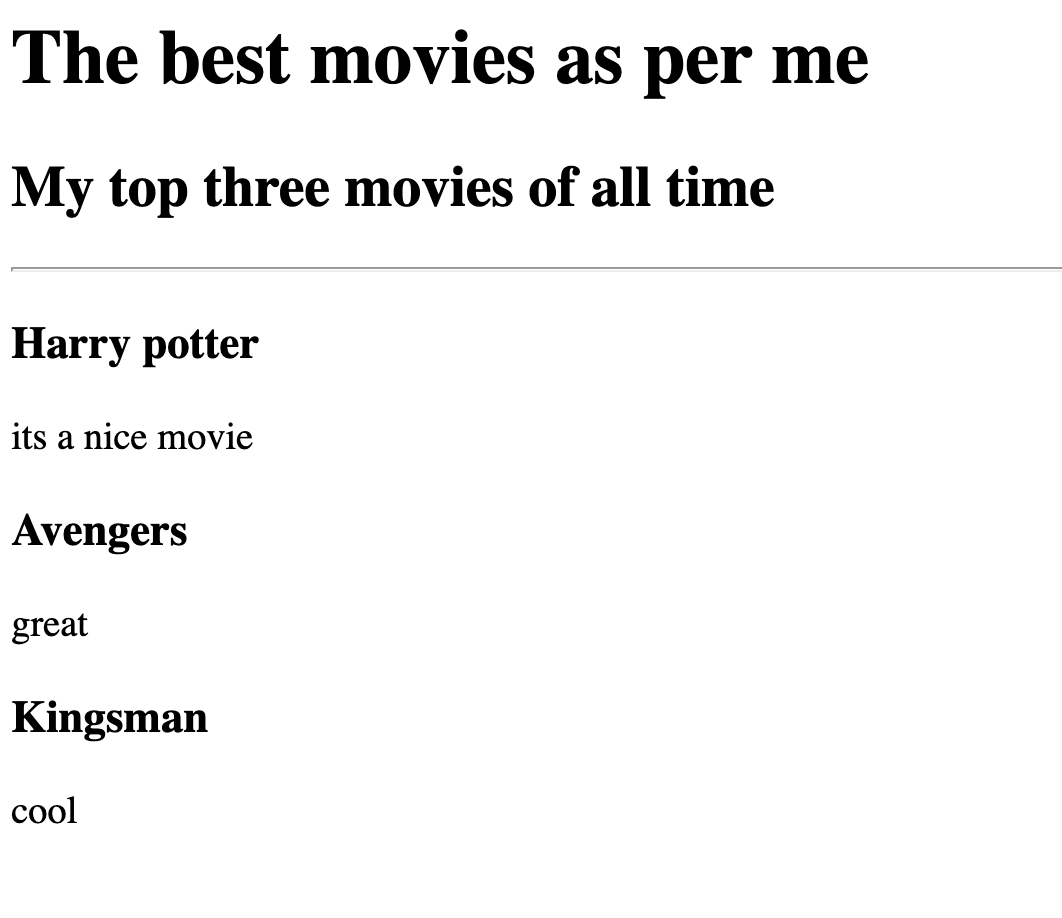 The best movies as per me
My top three movies of all time
Harry potter
its a nice movie
Avengers
great
Kingsman
cool